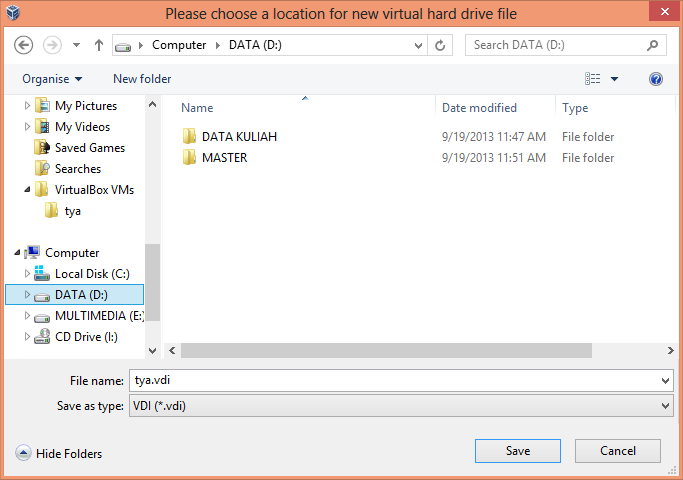 Please choose a location for new virtual hard drive file
Computer DATA (D:) Search DATA (D:)
Organise New folder
My Pictures
My Videos
Saved Games
Searches
VirtualBox VMs
tya
Computer
Local Disk (C:)
DATA (D:)
MULTIMEDIA (E:)
CD Drive (I:)
Name Date modified Type
DATA KULIAH 9/19/2013 11:47 AM File folder
MASTER 9/19/2013 11:51 AM File folder
File name: tya.vdi
Save as type: VDI (*.vdi)
Hide Folders Save Cancel